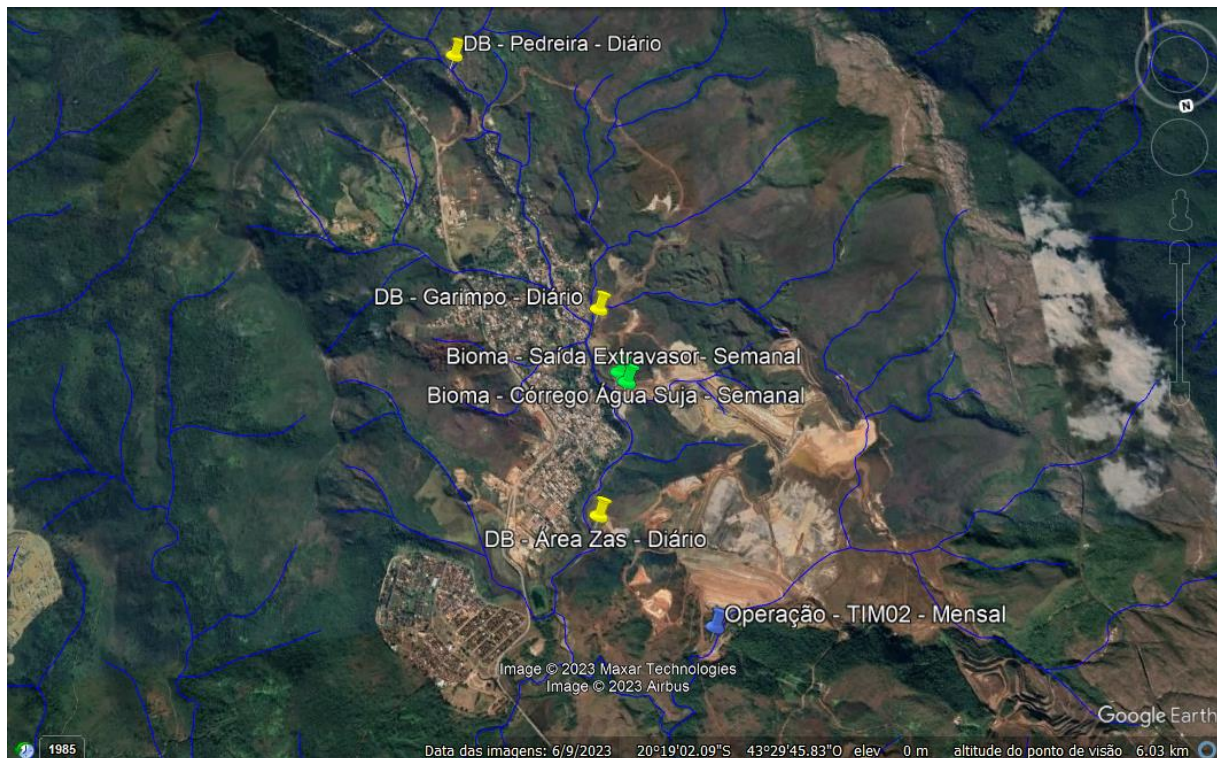 DB - Pedreira - Diário
N
DB - Garimpo - Diário
Bioma - Saída Extravasor- Semanal
Bioma - Córrego Água Suja - Semanal
DB - Área Zas - Diário
Operação - TIM02 - Mensal
Image © 2023 Maxar Technologies
Image © 2023 Airbus
Google Earth
1985
Data das imagens: 6/9/2023 20°19'02.09"S 43°29'45.83"O elev 0 m altitude do ponto de visão 6.03 km